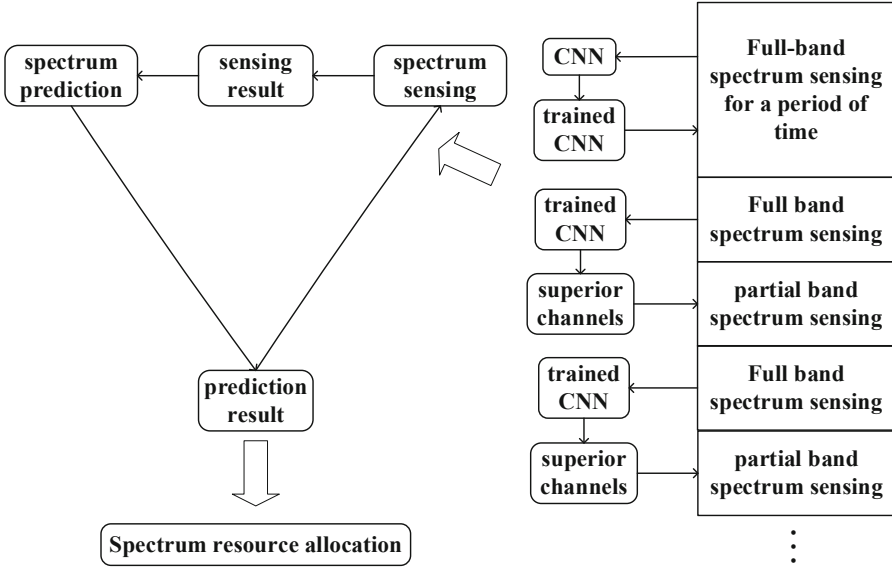 spectrum
prediction
sensing
result
spectrum
sensing
prediction
result
Spectrum resource allocation
CNN
trained
CNN
Full-band
spectrum sensing
for a period of
time
trained
CNN
Full band
spectrum sensing
superior
channels
partial band
spectrum sensing
trained
CNN
Full band
spectrum sensing
superior
channels
partial band
spectrum sensing